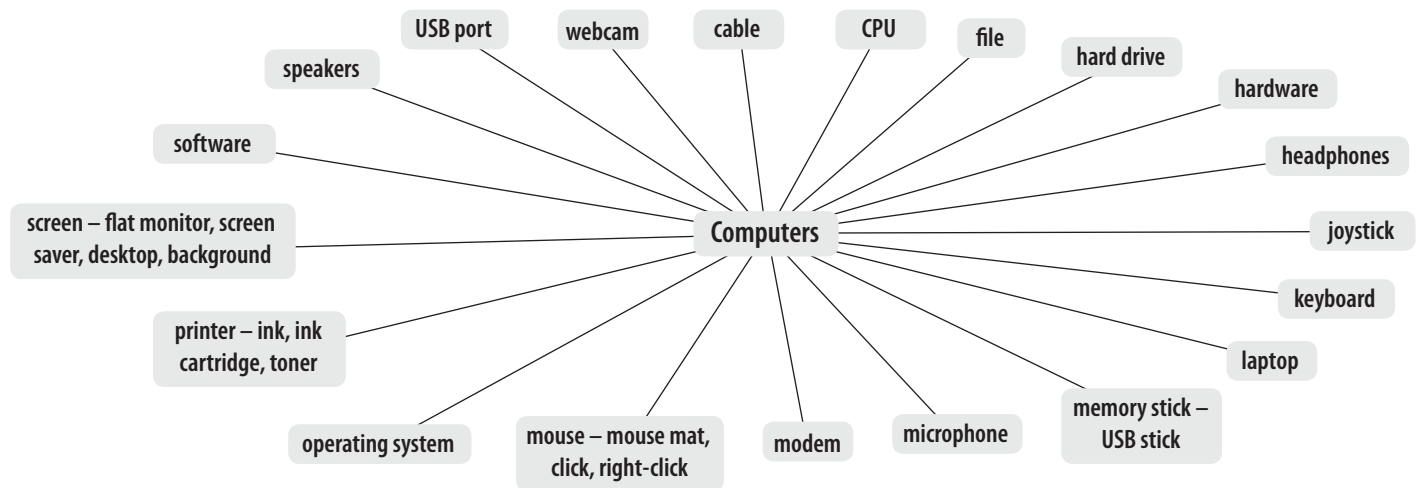 USB port
webcam
cable
CPU
file
hard drive
speakers
hardware
software
headphones
screen – flat monitor, screen
saver, desktop, background
Computers
joystick
keyboard
printer – ink, ink
cartridge, toner
laptop
memory stick –
USB stick
operating system
mouse – mouse mat,
click, right-click
modem
microphone